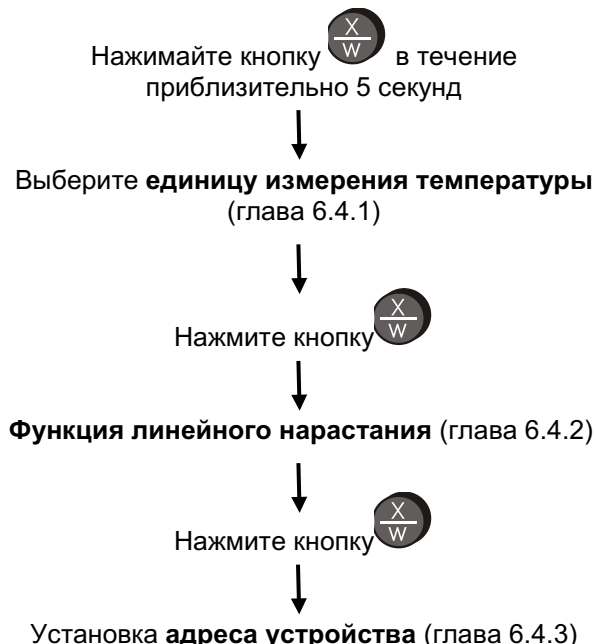 Нажимайте кнопку X/W в течение
приблизительно 5 секунд
Выберите единицу измерения температуры
(глава 6.4.1)
Нажмите кнопку X/W
Функция линейного нарастания (глава 6.4.2)
Нажмите кнопку X/W
Установка адреса устройства (глава 6.4.3)